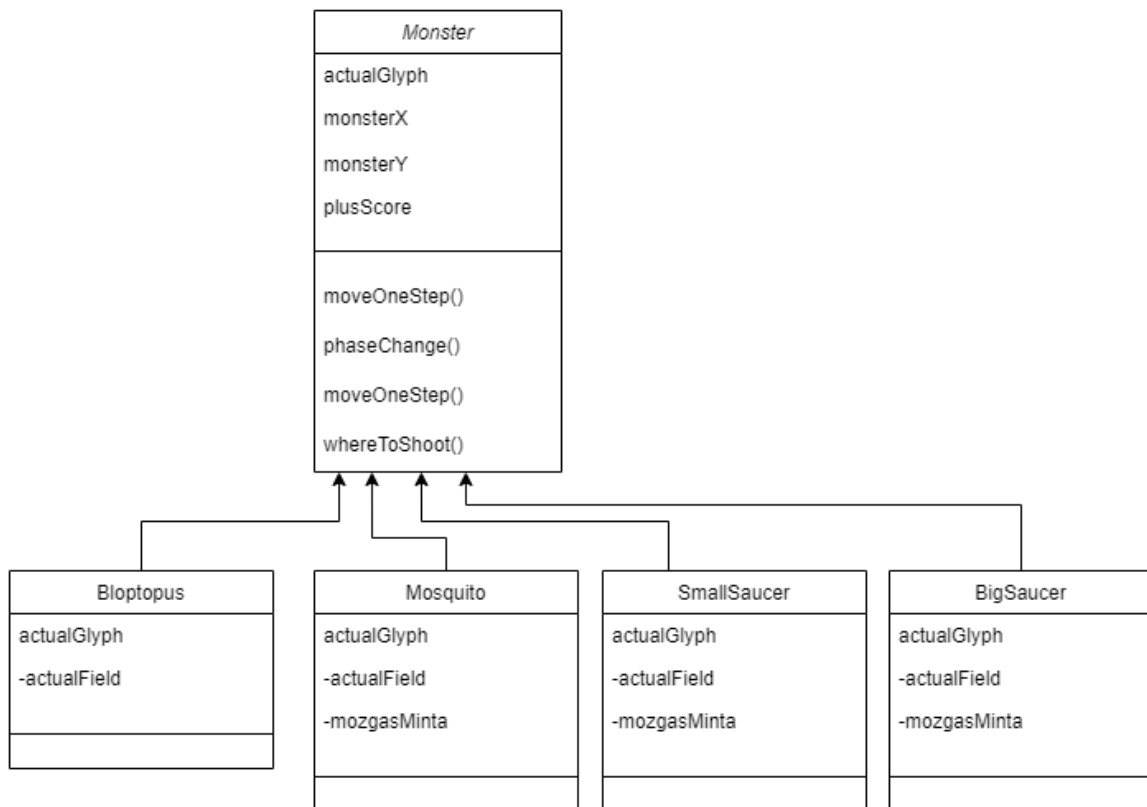 Monster
actualGlyph
monsterX
monsterY
plusScore
moveOneStep()
phaseChange()
moveOneStep()
whereToShoot()
Bloptopus
actualGlyph
-actualField
Mosquito
actualGlyph
-actualField
-mozgasMinta
SmallSaucer
actualGlyph
-actualField
-mozgasMinta
BigSaucer
actualGlyph
-actualField
-mozgasMinta